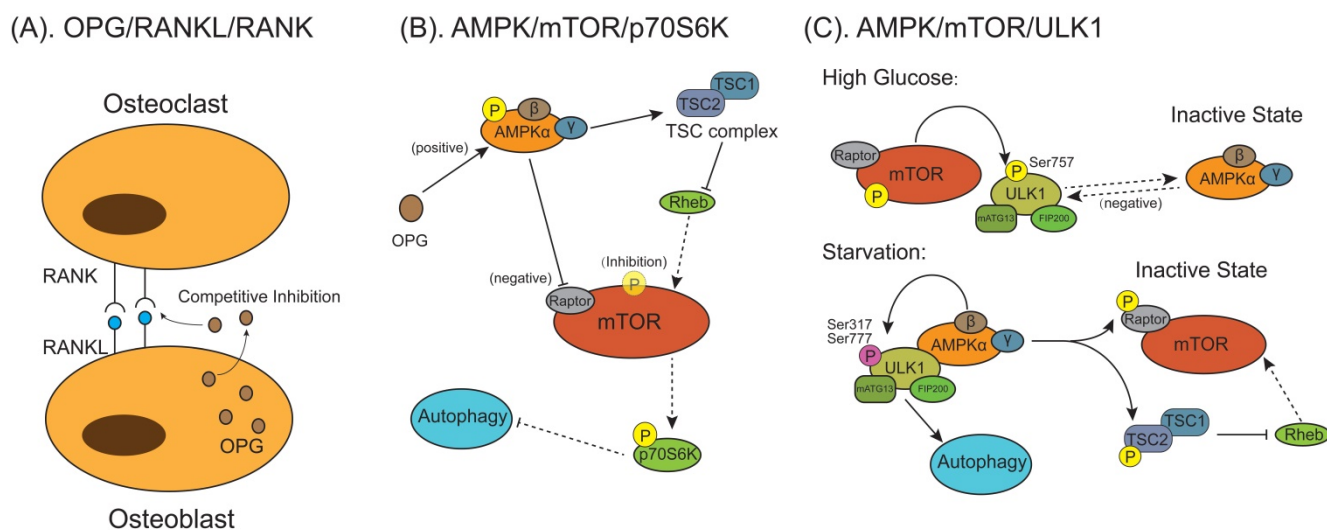 (A). OPG/RANKL/RANK
Osteoclast
RANK
Competitive Inhibition
RANKL
OPG
Osteoblast
(B). AMPK/mTOR/p70S6K
P
β
AMPKα
γ
(positive)
OPG
TSC1
TSC2
TSC complex
Rheb
(Inhibition)
P
(negative)
Raptor
mTOR
Autophagy
P
p70S6K
(C). AMPK/mTOR/ULK1
High Glucose:
Raptor
mTOR
P
P
Ser757
ULK1
mATG13
FIP200
(negative)
Inactive State
β
AMPKα
γ
Starvation:
Ser317
Ser777
P
ULK1
mATG13
FIP200
β
AMPKα
γ
Autophagy
Inactive State
P
Raptor
mTOR
TSC1
TSC2
P
Rheb